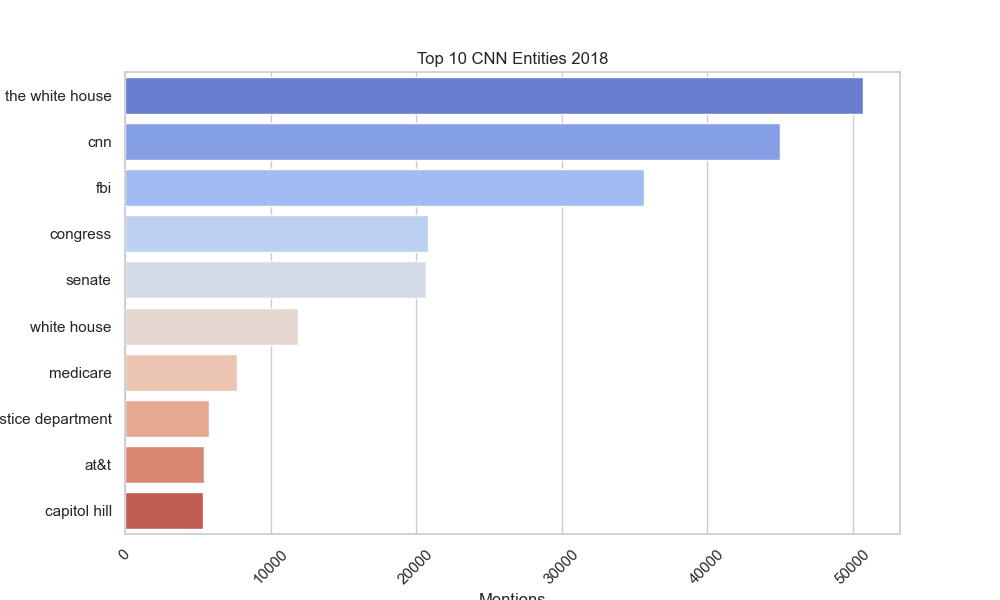 Top 10 CNN Entities 2018
the white house
cnn
fbi
congress
senate
white house
medicare
stice department
at&t
capitol hill
0
10000
20000
30000
40000
50000
Mentions